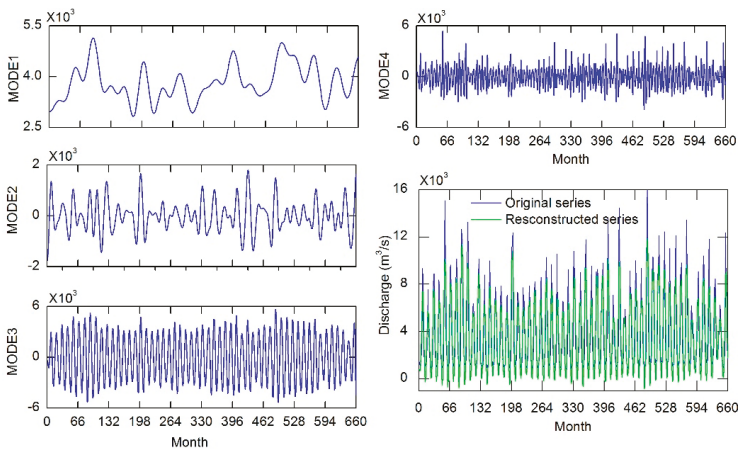 X10³
5.5
4.0
2.5
MODE1
X10³
2
0
-2
MODE2
X10³
6
0
-6
MODE3
0 66 132 198 264 330 396 462 528 594 660
Month
X10³
6
0
-6
MODE4
0 66 132 198 264 330 396 462 528 594 660
Month
X10³
16
12
8
4
0
Discharge (m³/s)
Original series
Resconstructed series
0 66 132 198 264 330 396 462 528 594 660
Month